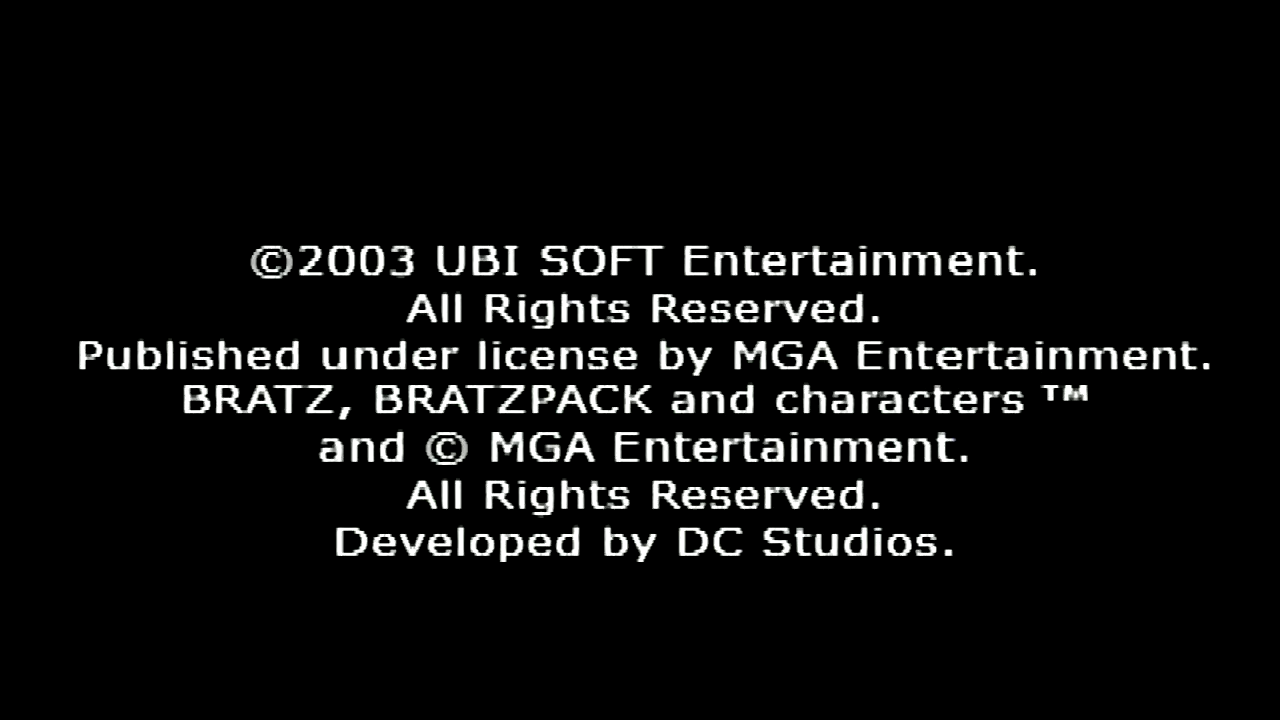 ©2003 UBI SOFT Entertainment.
All Rights Reserved.
Published under license by MGA Entertainment.
BRATZ, BRATZPACK and characters ™
and © MGA Entertainment.
All Rights Reserved.
Developed by DC Studios.